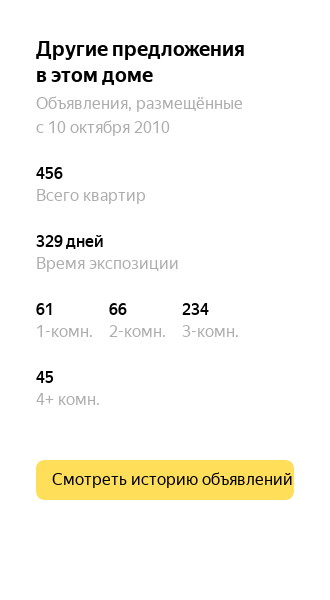 Другие предложения
в этом доме
Объявления, размещённые
с 10 октября 2010
456
Всего квартир
329 дней
Время экспозиции
61 66 234
1-комн. 2-комн. 3-комн.
45
4+ комн.
Смотреть историю объявлений